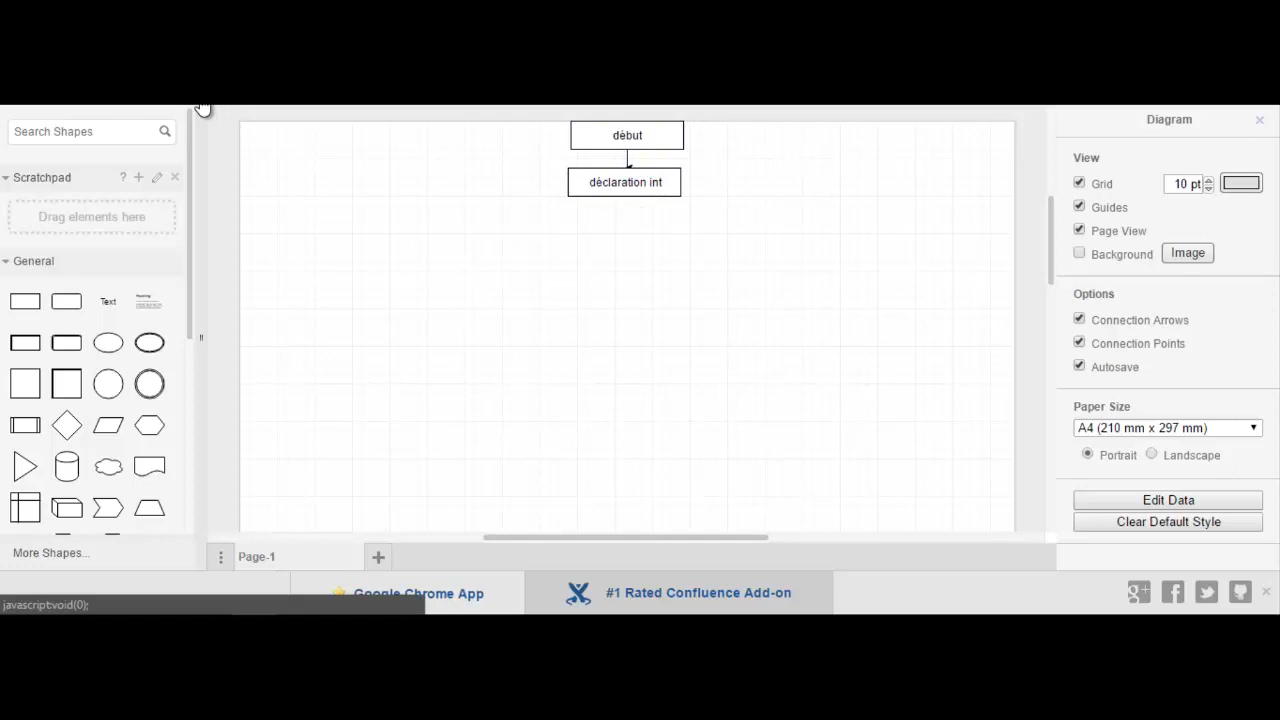 Search Shapes
Scratchpad
?
Drag elements here
General
Text
More Shapes...
début
déclaration int
Page-1
Diagram
View
Grid
10 pt
Guides
Page View
Background
Image
Options
Connection Arrows
Connection Points
Autosave
Paper Size
A4 (210 mm x 297 mm)
Portrait
Landscape
Edit Data
Clear Default Style
Google Chrome App
#1 Rated Confluence Add-on
g+
javascript:void(0);